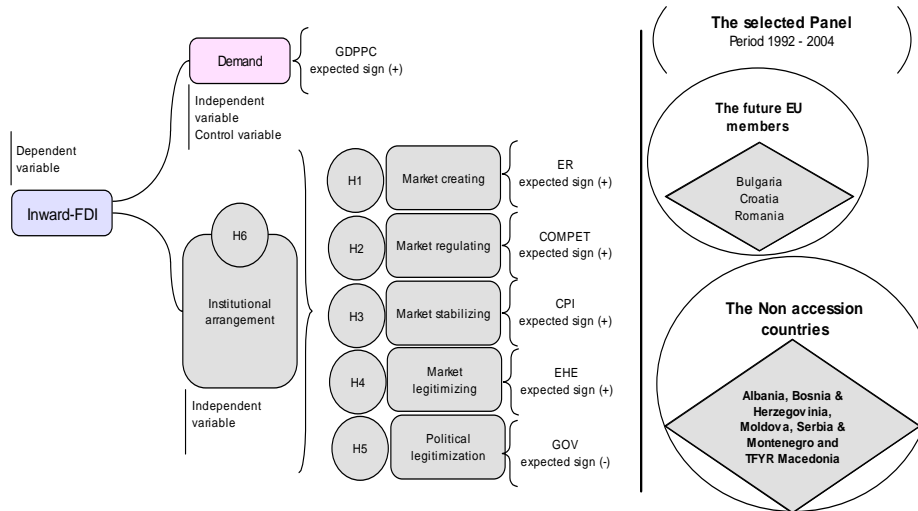 Demand
GDPPC
expected sign (+)
Independent
variable
Control variable
Dependent
variable
Inward-FDI
H6
Institutional
arrangement
Independent
variable
H1
Market creating
ER
expected sign (+)
H2
Market regulating
COMPET
expected sign (+)
H3
Market stabilizing
CPI
expected sign (+)
H4
Market
legitimizing
EHE
expected sign (+)
H5
Political
legitimization
GOV
expected sign (-)
The selected Panel
Period 1992 - 2004
The future EU
members
Bulgaria
Croatia
Romania
The Non accession
countries
Albania, Bosnia &
Herzegovinia,
Moldova, Serbia &
Montenegro and
TFYR Macedonia